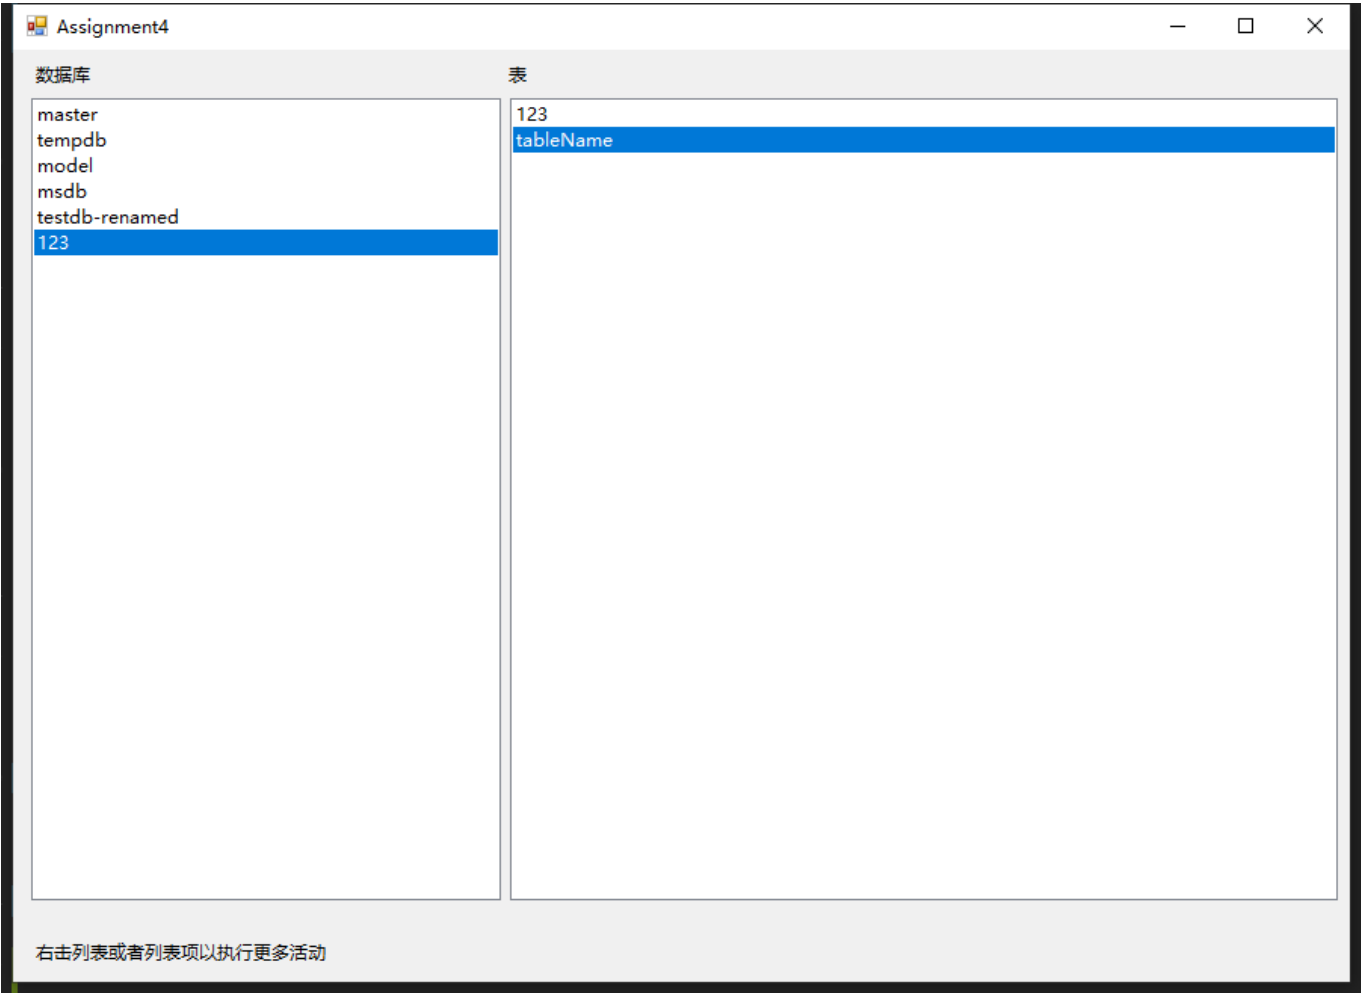 Assignment4
数据库
表
master
tempdb
model
msdb
testdb-renamed
123
123
tableName
右击列表或者列表项以执行更多活动